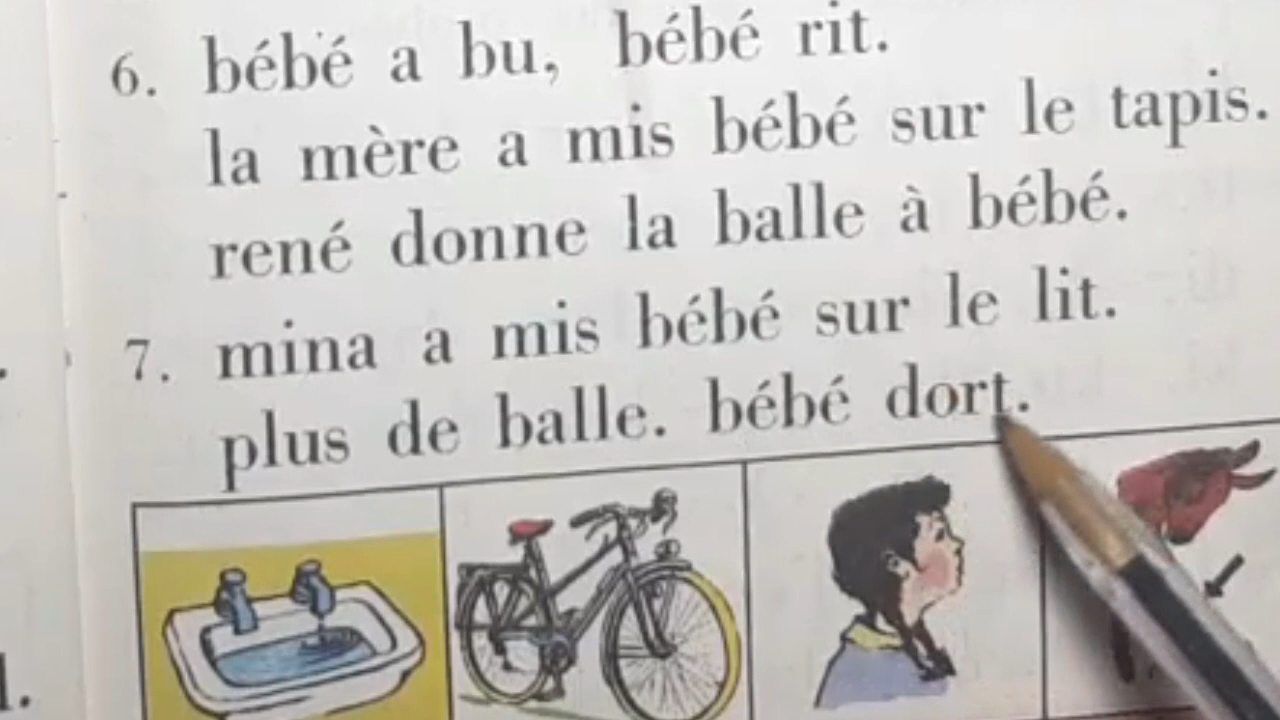 6. bébé a bu, bébé rit.
la mère a mis bébé sur le tapis.
rené donne la balle à bébé.
7. mina a mis bébé sur le lit.
plus de balle. bébé dort.